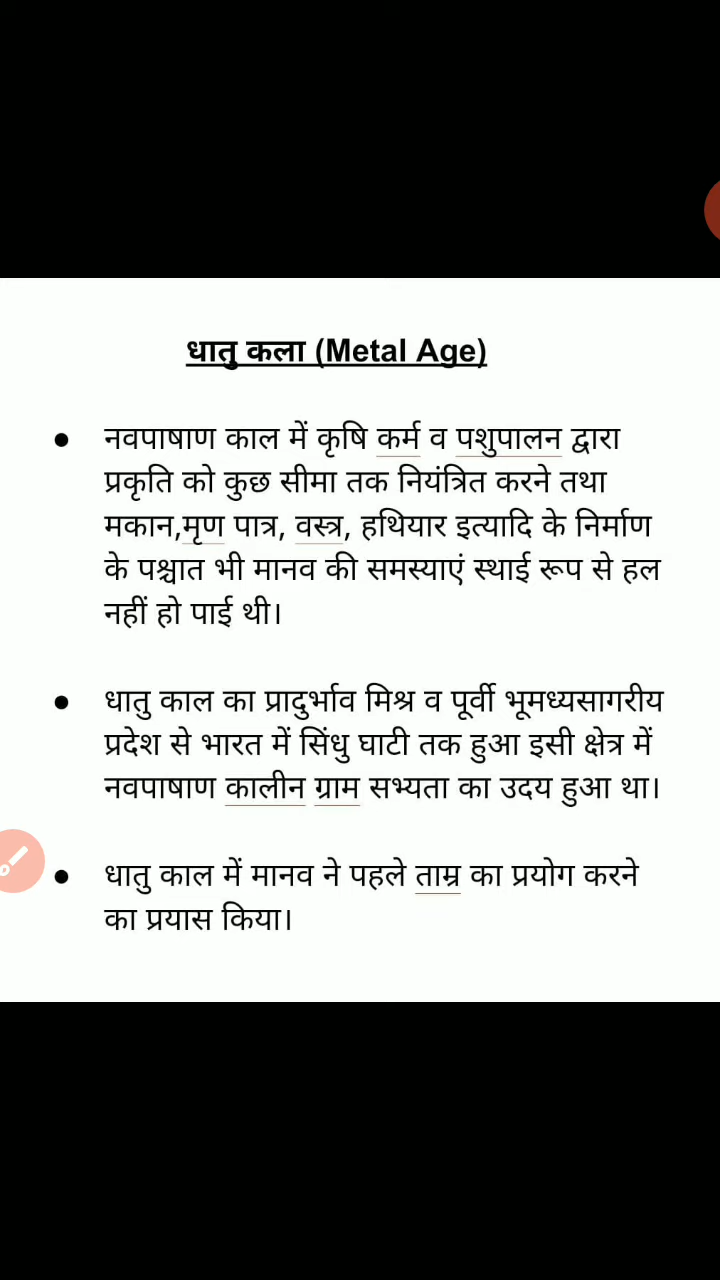 धातु कला (Metal Age)
● नवपाषाण काल में कृषि कर्म व पशुपालन द्वारा
प्रकृति को कुछ सीमा तक नियंत्रित करने तथा
मकान,मृण पात्र, वस्त्र, हथियार इत्यादि के निर्माण
के पश्चात भी मानव की समस्याएं स्थाई रूप से हल
नहीं हो पाई थी।
● धातु काल का प्रादुर्भाव मिश्र व पूर्वी भूमध्यसागरीय
प्रदेश से भारत में सिंधु घाटी तक हुआ इसी क्षेत्र में
नवपाषाण कालीन ग्राम सभ्यता का उदय हुआ था।
● धातु काल में मानव ने पहले ताम्र का प्रयोग करने
का प्रयास किया।